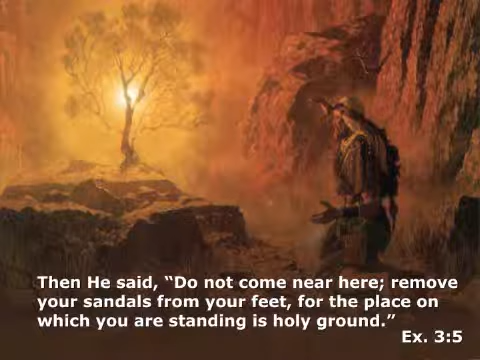 Then He said, “Do not come near here; remove
your sandals from your feet, for the place on
which you are standing is holy ground.”
Ex. 3:5